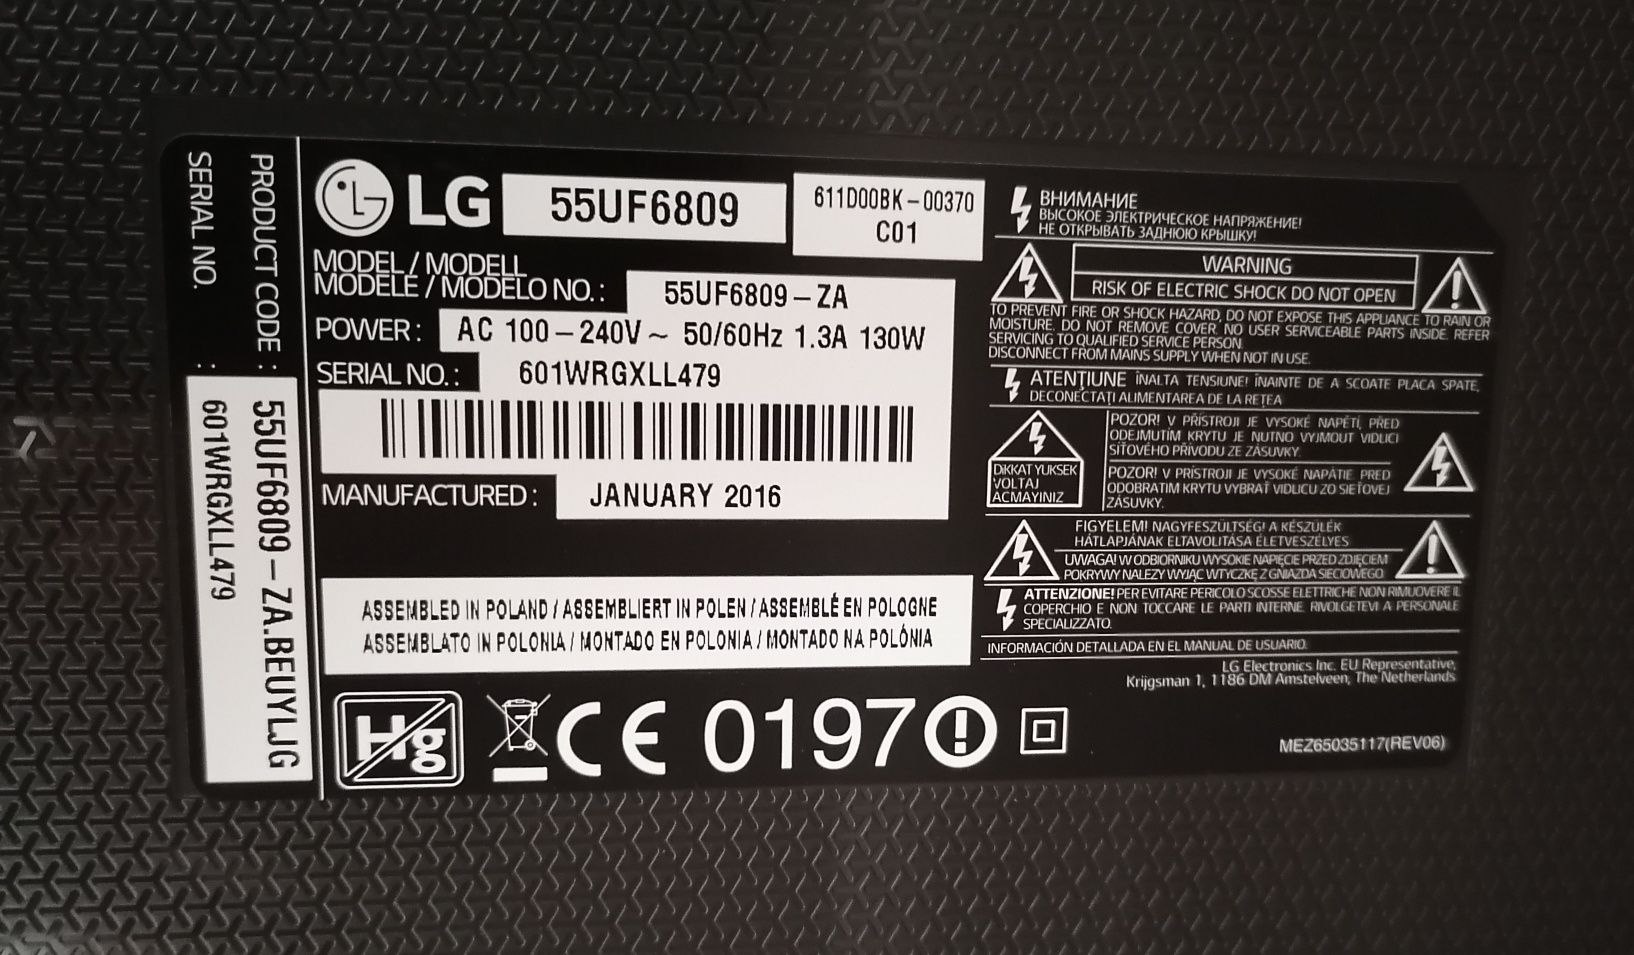 LG 55UF6809
611D00BK-00370
C01
MODEL / MODELL
MODÈLE / MODELO NO. : 55UF6809-ZA
POWER : AC 100-240V~ 50/60Hz 1.3A 130W
SERIAL NO. : 601WRGXLL479
MANUFACTURED : JANUARY 2016
ASSEMBLED IN POLAND / ASSEMBLIERT IN POLEN / ASSEMBLÉ EN POLOGNE
ASSEMBLATO IN POLONIA / MONTADO EN POLONIA / MONTADO NA POLÓNIA
Hg
CE 0197
PRODUCT CODE : 55UF6809-ZA.BEUYLJG
SERIAL NO. : 601WRGXLL479
ВНИМАНИЕ
ВЫСОКОЕ ЭЛЕКТРИЧЕСКОЕ НАПРЯЖЕНИЕ!
НЕ ОТКРЫВАТЬ ЗАДНЮЮ КРЫШКУ!
WARNING
RISK OF ELECTRIC SHOCK DO NOT OPEN
TO PREVENT FIRE OR SHOCK HAZARD, DO NOT EXPOSE THIS APPLIANCE TO RAIN OR
MOISTURE. DO NOT REMOVE COVER. NO USER SERVICEABLE PARTS INSIDE. REFER
SERVICING TO QUALIFIED SERVICE PERSON.
DISCONNECT FROM MAINS SUPPLY WHEN NOT IN USE.
ATENȚIUNE ÎNALTA TENSIUNE! ÎNAINTE DE A SCOATE PLACA SPATE,
DECONECTAȚI ALIMENTAREA DE LA REȚEA
DİKKAT YUKSEK
VOLTAJ
ACMAYINIZ
POZOR! V PŘÍSTROJI JE VYSOKÉ NAPĚTÍ, PŘED
ODEJMUTÍM KRYTU JE NUTNO VYJMOUT VIDLICI
SÍŤOVÉHO PŘÍVODU ZE ZÁSUVKY.
POZOR! V PRÍSTROJI JE VYSOKÉ NAPÄTIE PRED
ODOBRATIM KRYTU VYBRAŤ VIDLICU ZO SIEŤOVEJ
ZÁSUVKY.
FIGYELEM! NAGYFESZÜLTSÉG! A KÉSZÜLÉK
HÁTLAPJÁNAK ELTAVOLITÁSA ÉLETVESZÉLYES
UWAGA! W ODBIORNIKU WYSOKIE NAPIĘCIE PRZED ZDJĘCIEM
POKRYWY NALEZY WYJĄC WTYCZKĘ Z GNIAZDA SIECIOWEGO
ATTENZIONE! PER EVITARE PERICOLO SCOSSE ELETTRICHE NON RIMUOVERE IL
COPERCHIO E NON TOCCARE LE PARTI INTERNE. RIVOLGETEVI A PERSONALE
SPECIALIZZATO.
INFORMACIÓN DETALLADA EN EL MANUAL DE USUARIO.
LG Electronics Inc. EU Representative,
Krijgsman 1, 1186 DM Amstelveen, The Netherlands
MEZ65035117(REV06)